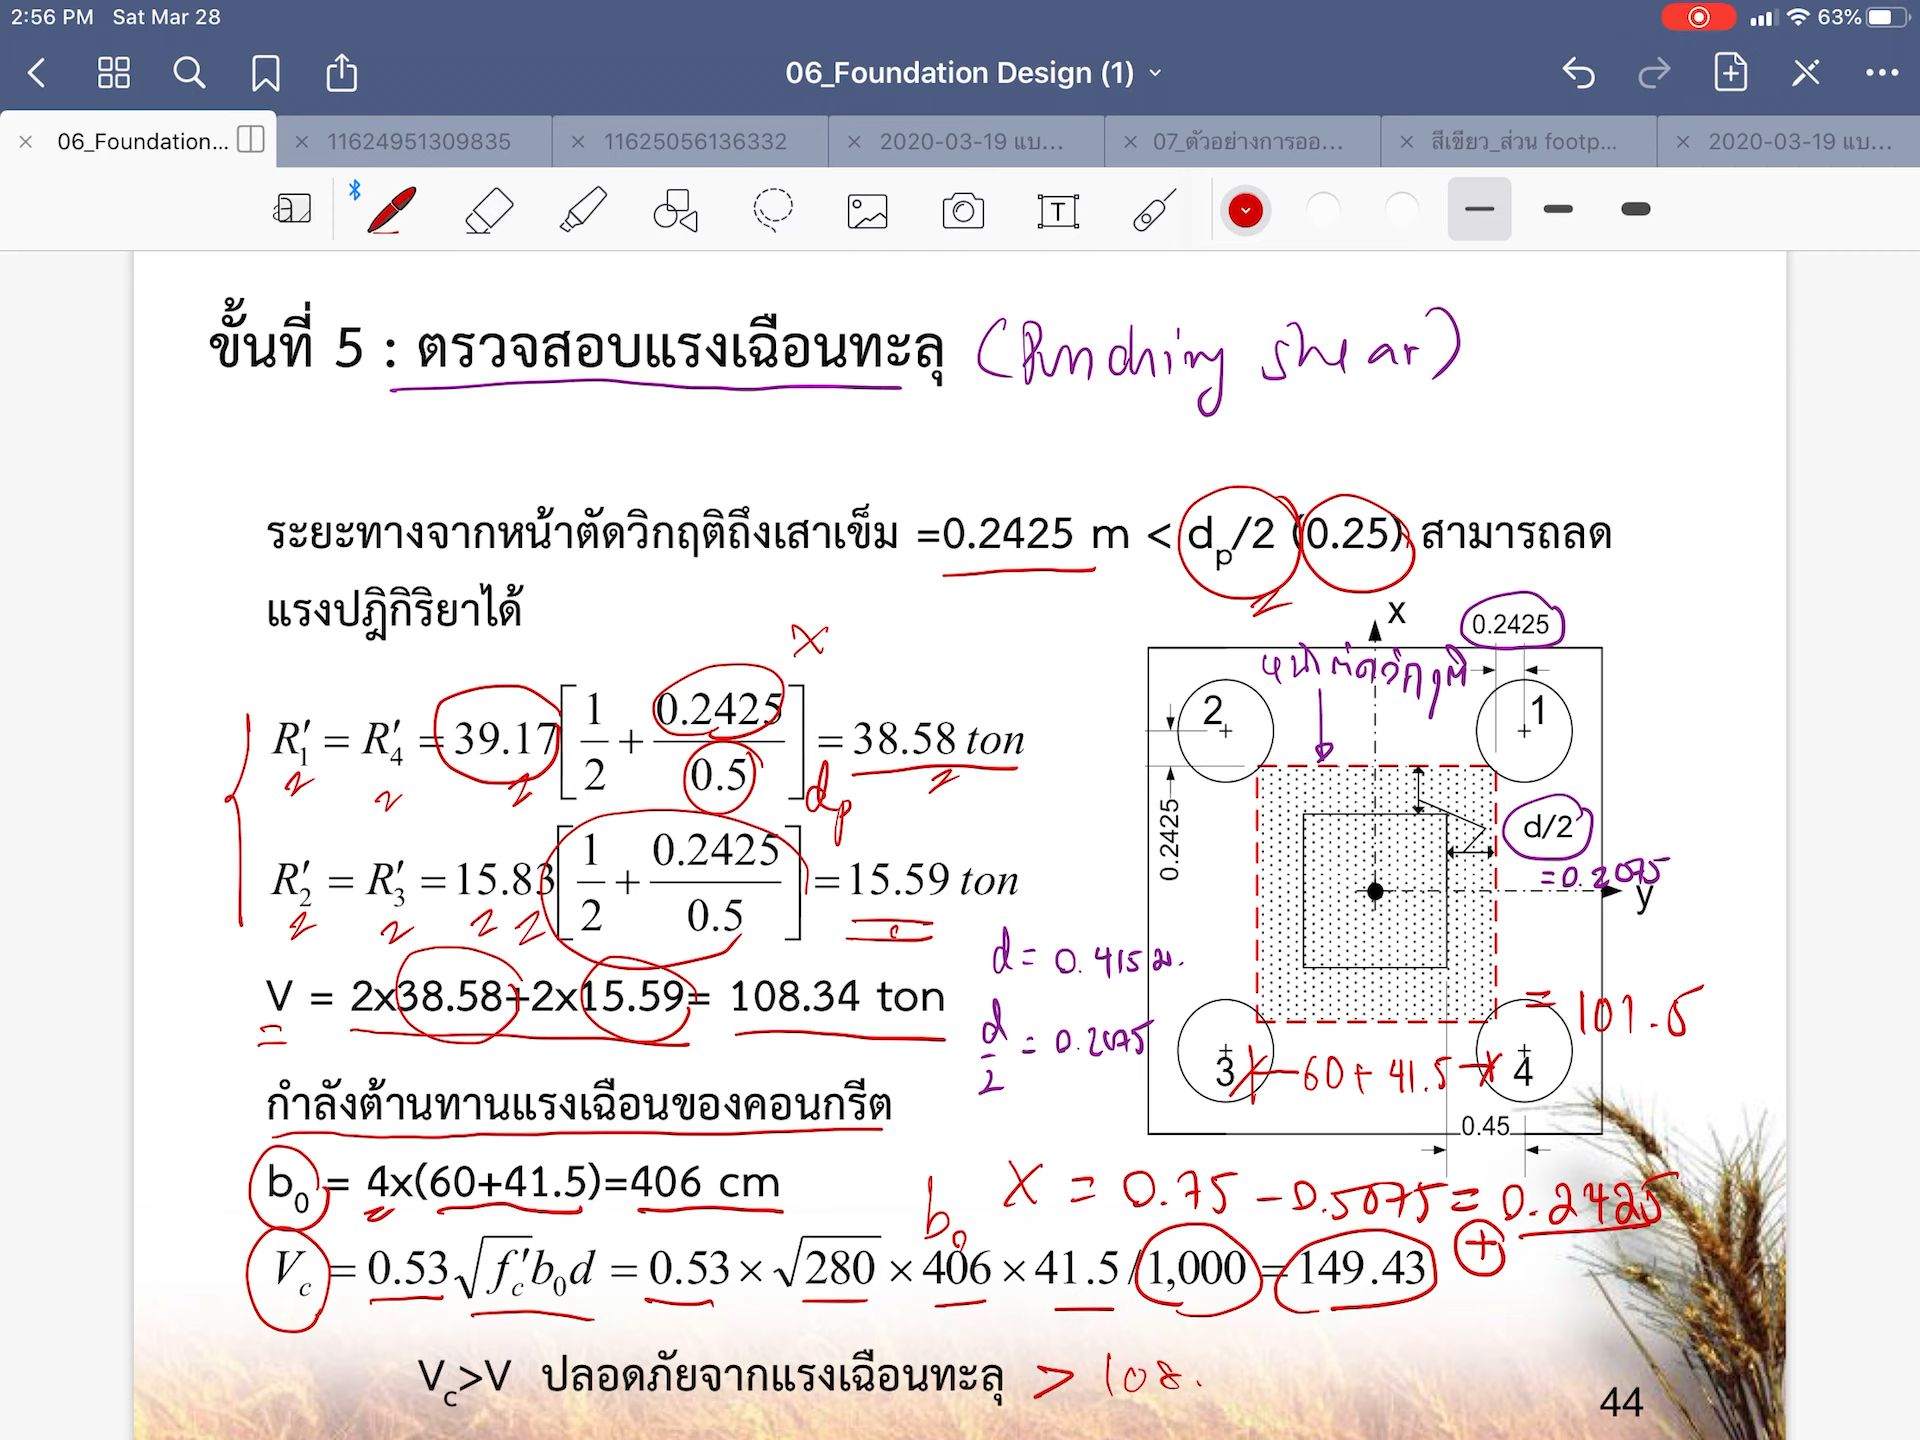 2:56 PM Sat Mar 28
63%
06_Foundation Design (1)
06_Foundation...
11624951309835
11625056136332
2020-03-19 แบ...
07_ตัวอย่างการออ...
สีเขียว_ส่วน footp...
2020-03-19 แบ...
ขั้นที่ 5 : ตรวจสอบแรงเฉือนทะลุ (Punching shear)
ระยะทางจากหน้าตัดวิกฤติถึงเสาเข็ม =0.2425 m < dp/2 (0.25) สามารถลด
แรงปฎิกิริยาได้
x
R′1 = R′4 = 39.17[1/2 + 0.2425/0.5] = 38.58 ton
dp
R′2 = R′3 = 15.83[1/2 + 0.2425/0.5] = 15.59 ton
V = 2x38.58+2x15.59= 108.34 ton
d = 0.415 ม.
d/2 = 0.2075
x
0.2425
หน้าตัดวิกฤติ
2
1
0.2425
d/2
= 0.2075
y
= 101.5
3
60 + 41.5
4
0.45
กำลังต้านทานแรงเฉือนของคอนกรีต
b0 = 4x(60+41.5)=406 cm
b0
X = 0.75 - 0.5075 = 0.2425
Vc = 0.53√f′c b0d = 0.53 × √280 × 406 × 41.5 / 1,000 = 149.43
+
Vc>V ปลอดภัยจากแรงเฉือนทะลุ > 108.
44